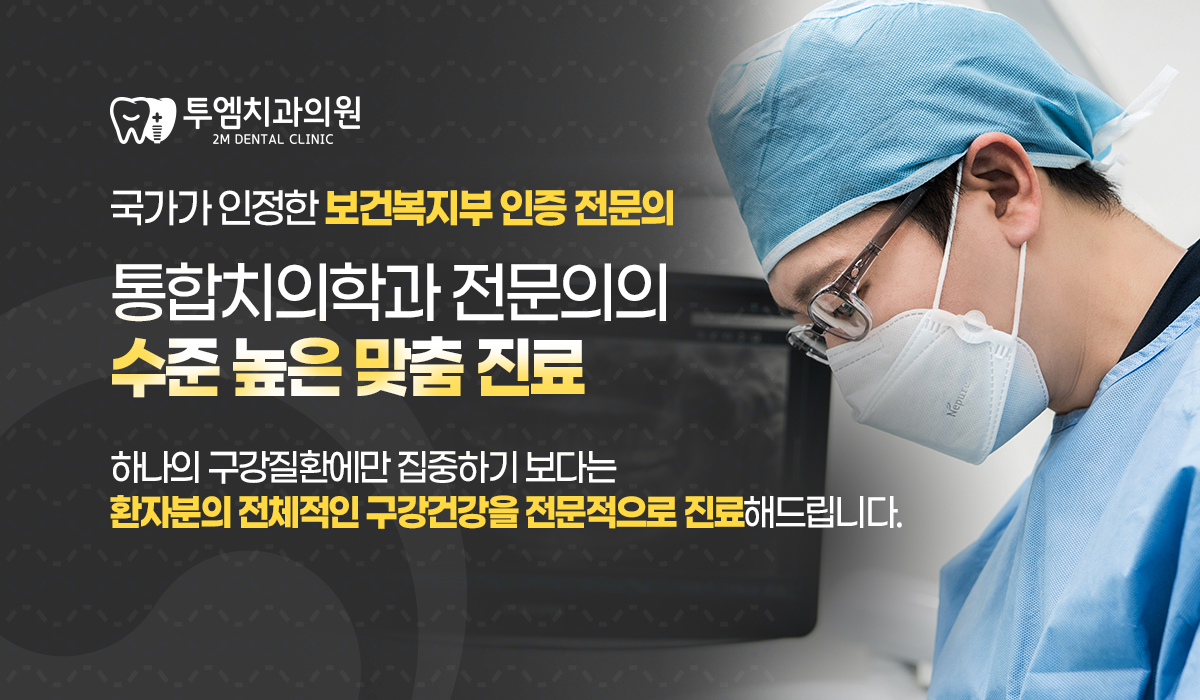 투엠치과의원
2M DENTAL CLINIC
국가가 인정한 보건복지부 인증 전문의
통합치의학과 전문의의
수준 높은 맞춤 진료
하나의 구강질환에만 집중하기 보다는
환자분의 전체적인 구강건강을 전문적으로 진료해드립니다.
Nepure